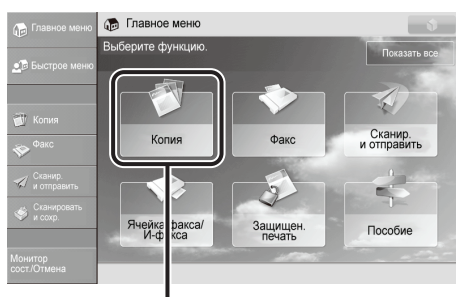 Главное меню
Быстрое меню
Копия
Факс
Сканир.
и отправить
Сканировать
и сохр.
Монитор
сост./Отмена
Главное меню
Выберите функцию.
Показать все
Копия
Факс
Сканир.
и отправить
Ячейка факса/
И-факса
Защищен.
печать
Пособие